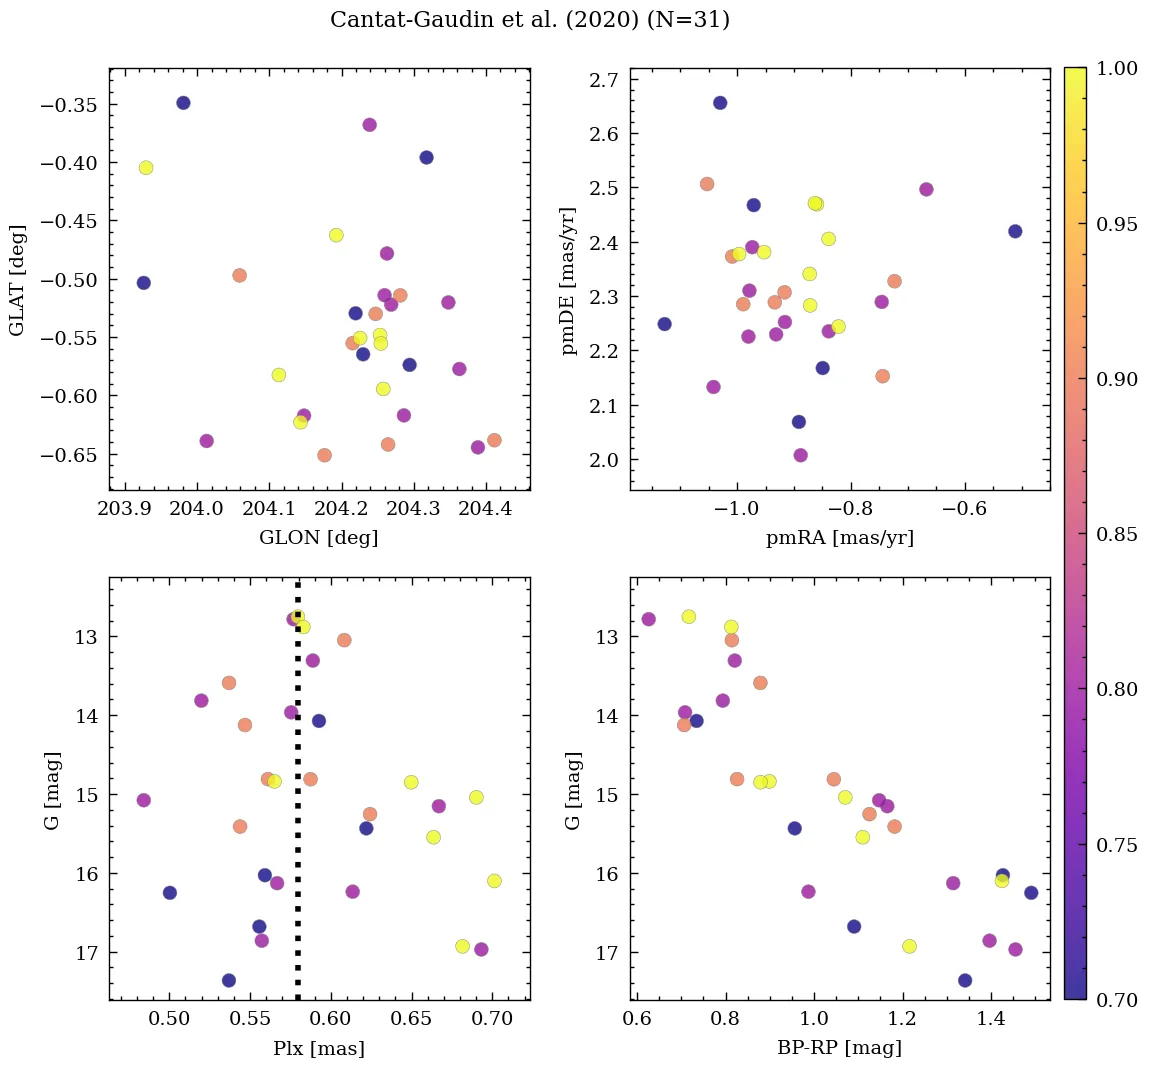 Cantat-Gaudin et al. (2020) (N=31)
−0.35
−0.40
−0.45
−0.50
−0.55
−0.60
−0.65
GLAT [deg]
203.9 204.0 204.1 204.2 204.3 204.4
GLON [deg]
2.7
2.6
2.5
2.4
2.3
2.2
2.1
2.0
pmDE [mas/yr]
−1.0 −0.8 −0.6
pmRA [mas/yr]
13
14
15
16
17
G [mag]
0.50 0.55 0.60 0.65 0.70
Plx [mas]
13
14
15
16
17
G [mag]
0.6 0.8 1.0 1.2 1.4
BP-RP [mag]
1.00
0.95
0.90
0.85
0.80
0.75
0.70